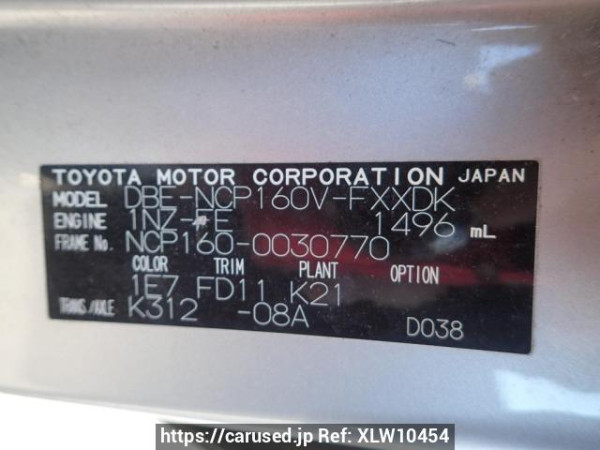 TOYOTA MOTOR CORPORATION JAPAN
MODEL DBE-NCP160V-FXXDK
ENGINE 1NZ-FE 1496 mL
FRAME No. NCP160-0030770
COLOR TRIM PLANT OPTION
1E7 FD11 K21
TRANS/AXLE K312 -08A D038
https://carused.jp Ref: XLW10454